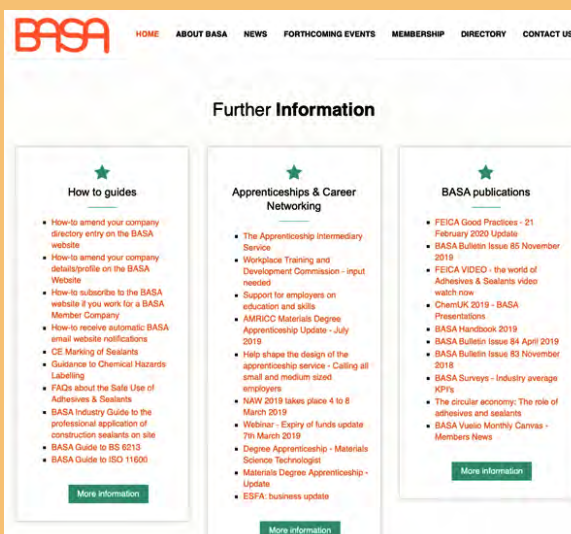 BASA
HOME ABOUT BASA NEWS FORTHCOMING EVENTS MEMBERSHIP DIRECTORY CONTACT US
Further Information
How to guides
How-to amend your company
directory entry on the BASA
website
How-to amend your company
details/profile on the BASA
Website
How-to subscribe to the BASA
website if you work for a BASA
Member Company
How-to receive automatic BASA
email website notifications
CE Marking of Sealants
Guidance to Chemical Hazards
Labelling
FAQs about the Safe Use of
Adhesives & Sealants
BASA Industry Guide to the
professional application of
construction sealants on site
BASA Guide to BS 6213
BASA Guide to ISO 11600
More information
Apprenticeships & Career
Networking
The Apprenticeship Intermediary
Service
Workplace Training and
Development Commission - input
needed
Support for employers on
education and skills
AMRICC Materials Degree
Apprenticeship Update - July
2019
Help shape the design of the
apprenticeship service - Calling all
small and medium sized
employers
NAW 2019 takes place 4 to 8
March 2019
Webinar - Expiry of funds update
7th March 2019
Degree Apprenticeship - Materials
Science Technologist
Materials Degree Apprenticeship -
Update
ESFA: business update
More information
BASA publications
FEICA Good Practices - 21
February 2020 Update
BASA Bulletin Issue 85 November
2019
FEICA VIDEO - the world of
Adhesives & Sealants video
watch now
ChemUK 2019 - BASA
Presentations
BASA Handbook 2019
BASA Bulletin Issue 84 April 2019
BASA Bulletin Issue 83 November
2018
BASA Surveys - Industry average
KPI's
The circular economy: The role of
adhesives and sealants
BASA Vuelio Monthly Canvas -
Members News
More information